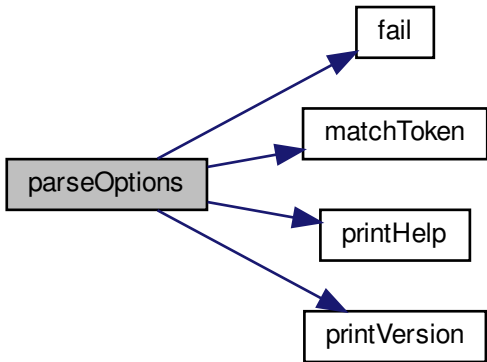 fail
matchToken
parseOptions
printHelp
printVersion